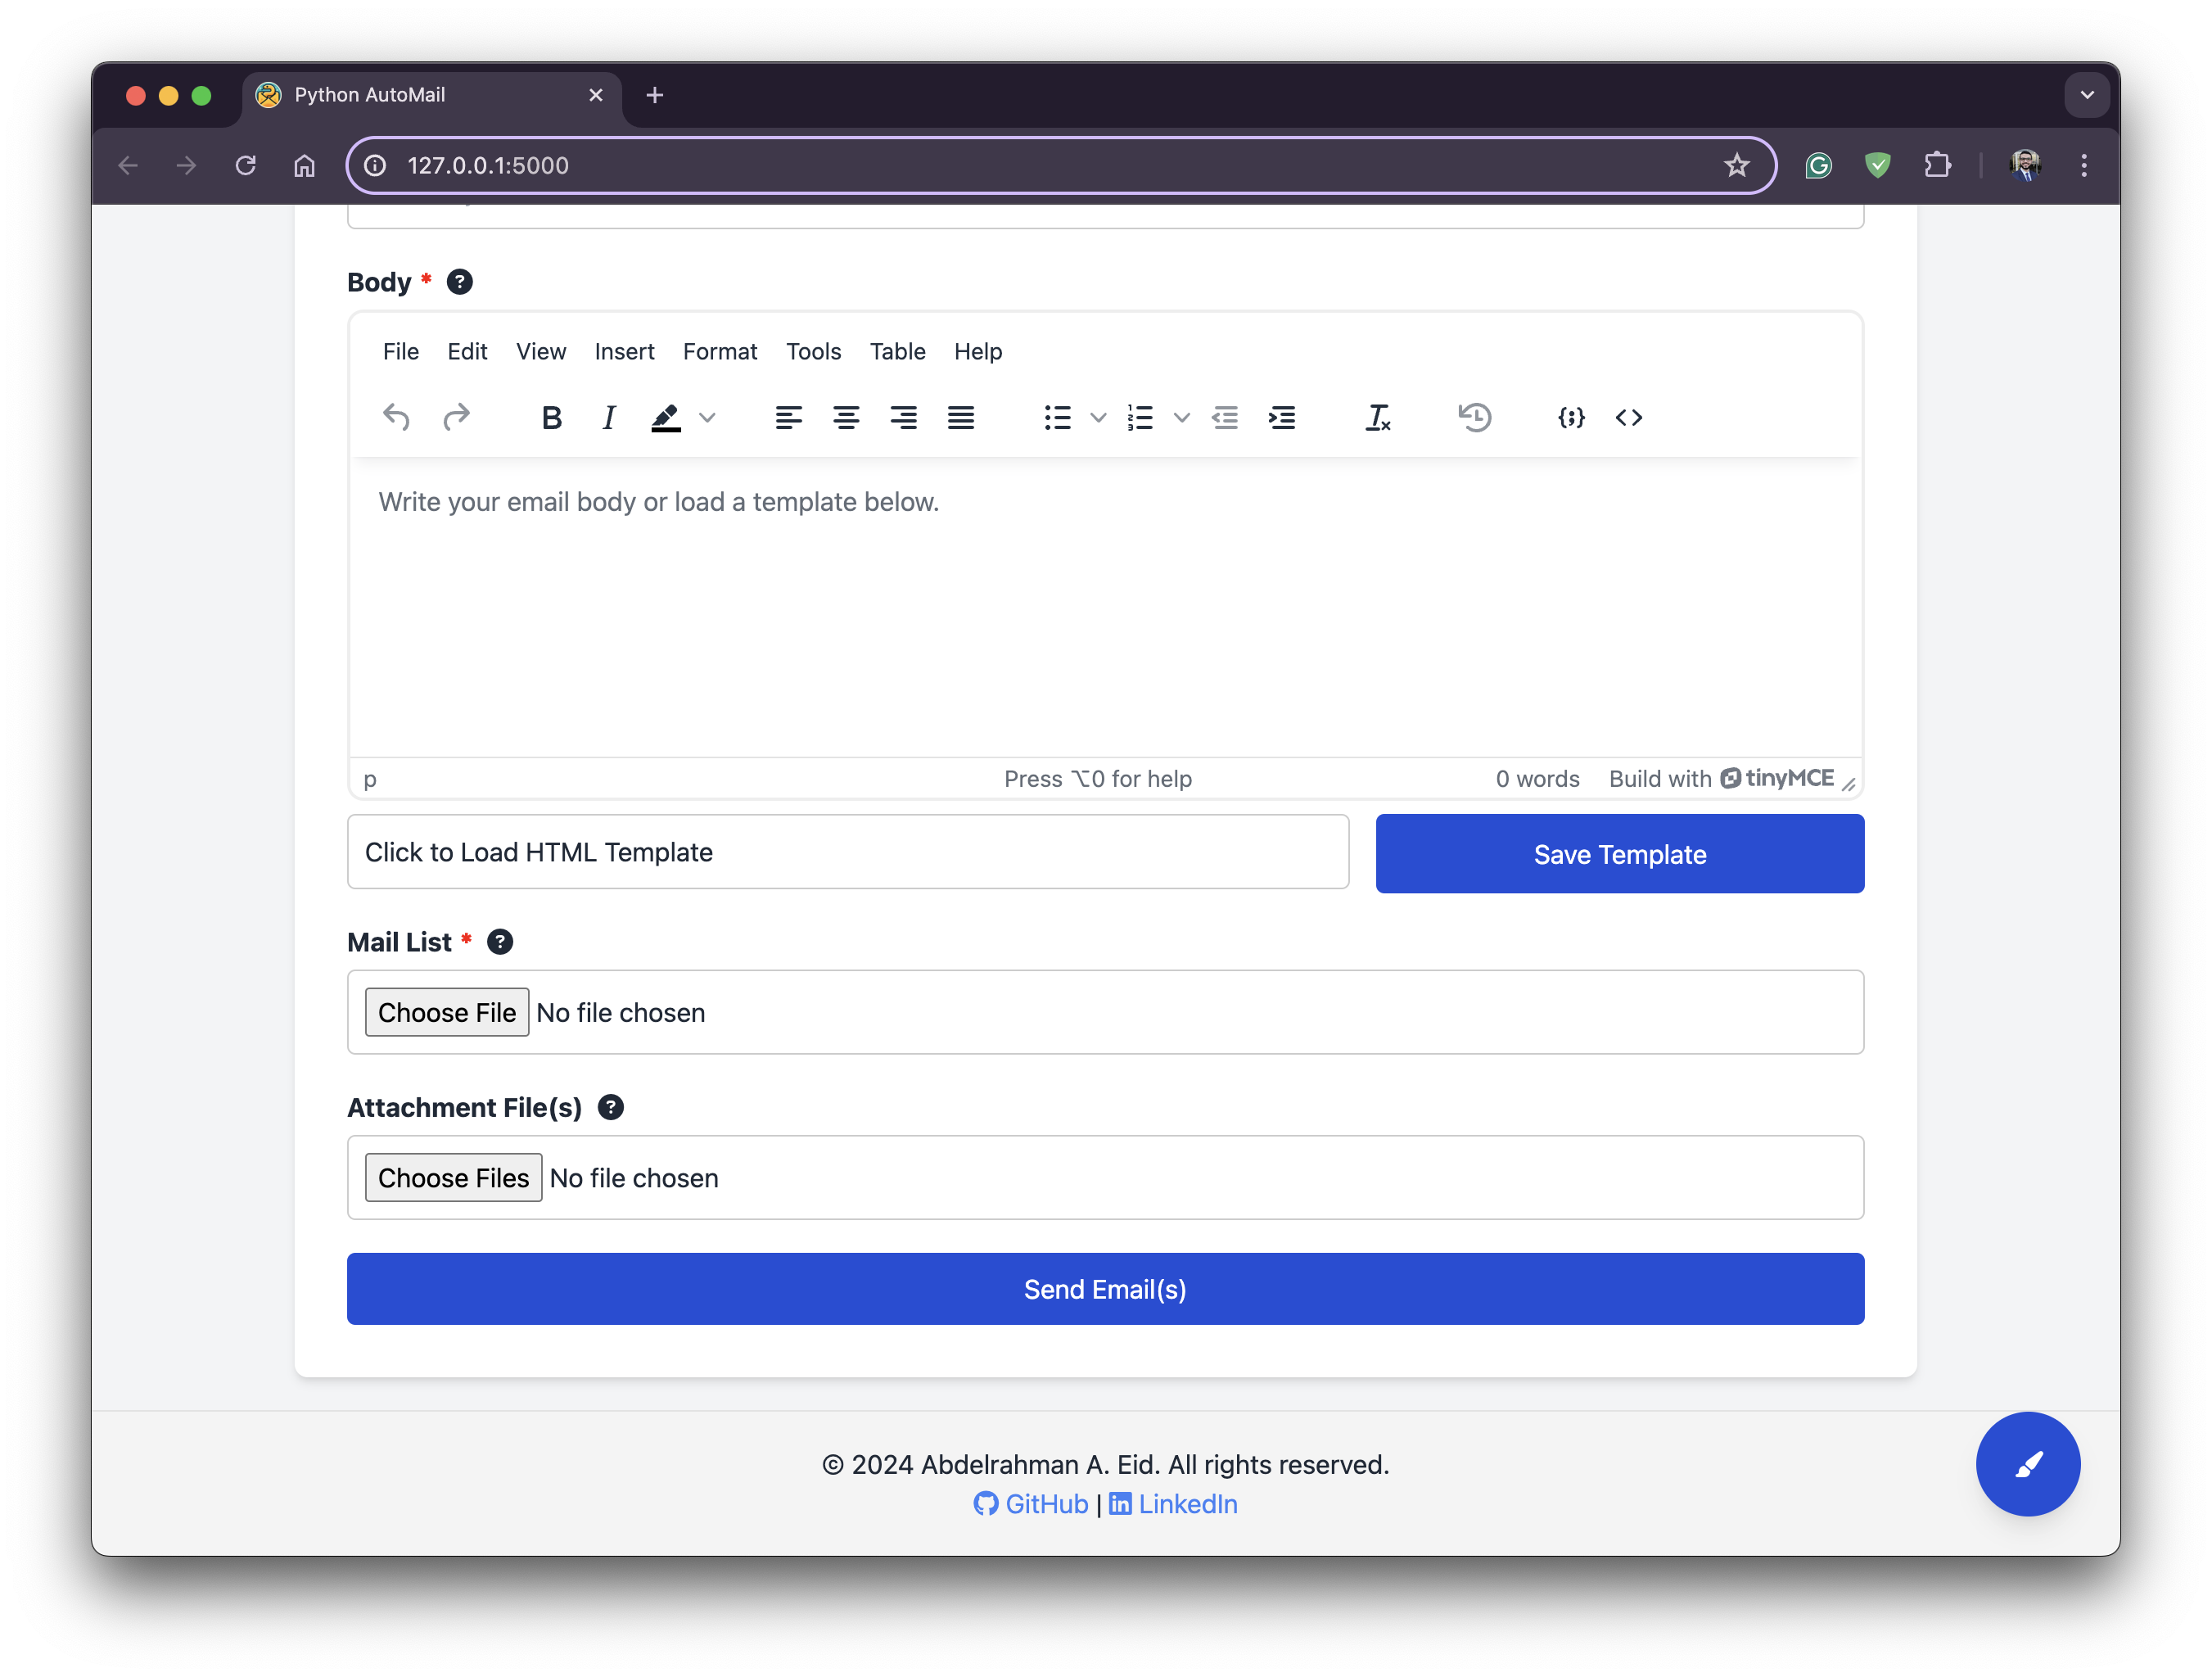 Python AutoMail
127.0.0.1:5000
Body * ?
File Edit View Insert Format Tools Table Help
B I
Write your email body or load a template below.
p Press ⌥0 for help 0 words Build with tinyMCE
Click to Load HTML Template Save Template
Mail List * ?
Choose File No file chosen
Attachment File(s) ?
Choose Files No file chosen
Send Email(s)
© 2024 Abdelrahman A. Eid. All rights reserved.
GitHub | LinkedIn